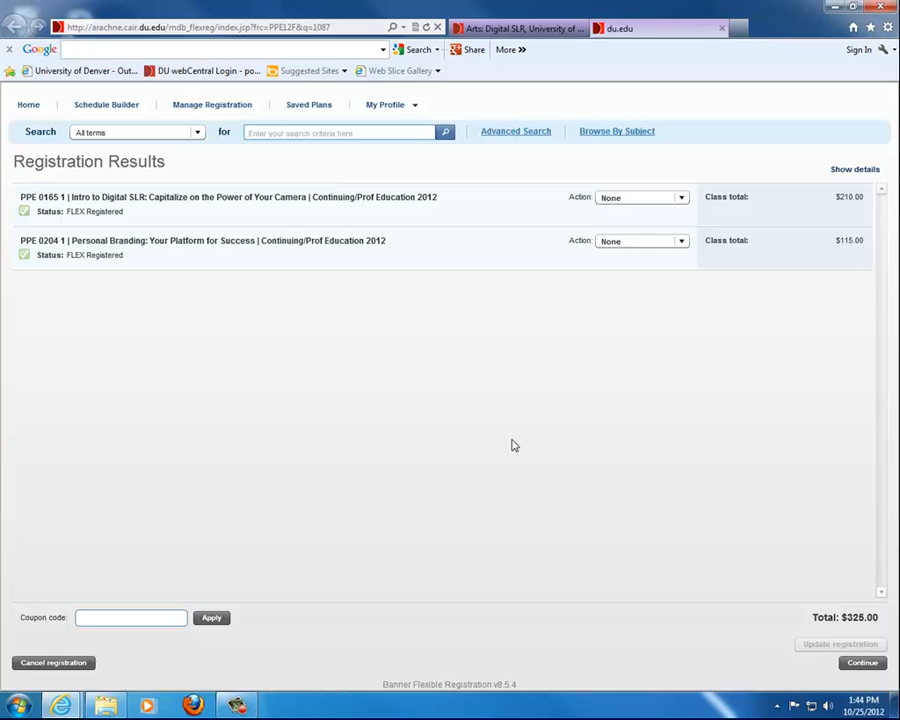 http://arachne.cair.du.edu/mdb_flexreg/index.jsp?frc=PPE12F&q=1087
Arts: Digital SLR, University of ...
du.edu
Google
Search
Share
More »
Sign In
University of Denver - Out...
DU webCentral Login - po...
Suggested Sites
Web Slice Gallery
Home
Schedule Builder
Manage Registration
Saved Plans
My Profile
Search
All terms
for
Enter your search criteria here
Advanced Search
Browse By Subject
Registration Results
Show details
PPE 0165 1 | Intro to Digital SLR: Capitalize on the Power of Your Camera | Continuing/Prof Education 2012
Action: None
Class total: $210.00
Status: FLEX Registered
PPE 0204 1 | Personal Branding: Your Platform for Success | Continuing/Prof Education 2012
Action: None
Class total: $115.00
Status: FLEX Registered
Coupon code:
Apply
Total: $325.00
Update registration
Cancel registration
Continue
Banner Flexible Registration v8.5.4
1:44 PM
10/25/2012